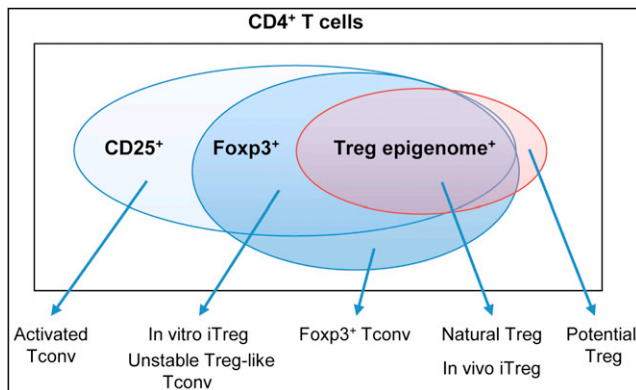 CD4⁺ T cells
CD25⁺
Foxp3⁺
Treg epigenome⁺
Activated
Tconv
In vitro iTreg
Unstable Treg-like
Tconv
Foxp3⁺ Tconv
Natural Treg
In vivo iTreg
Potential
Treg